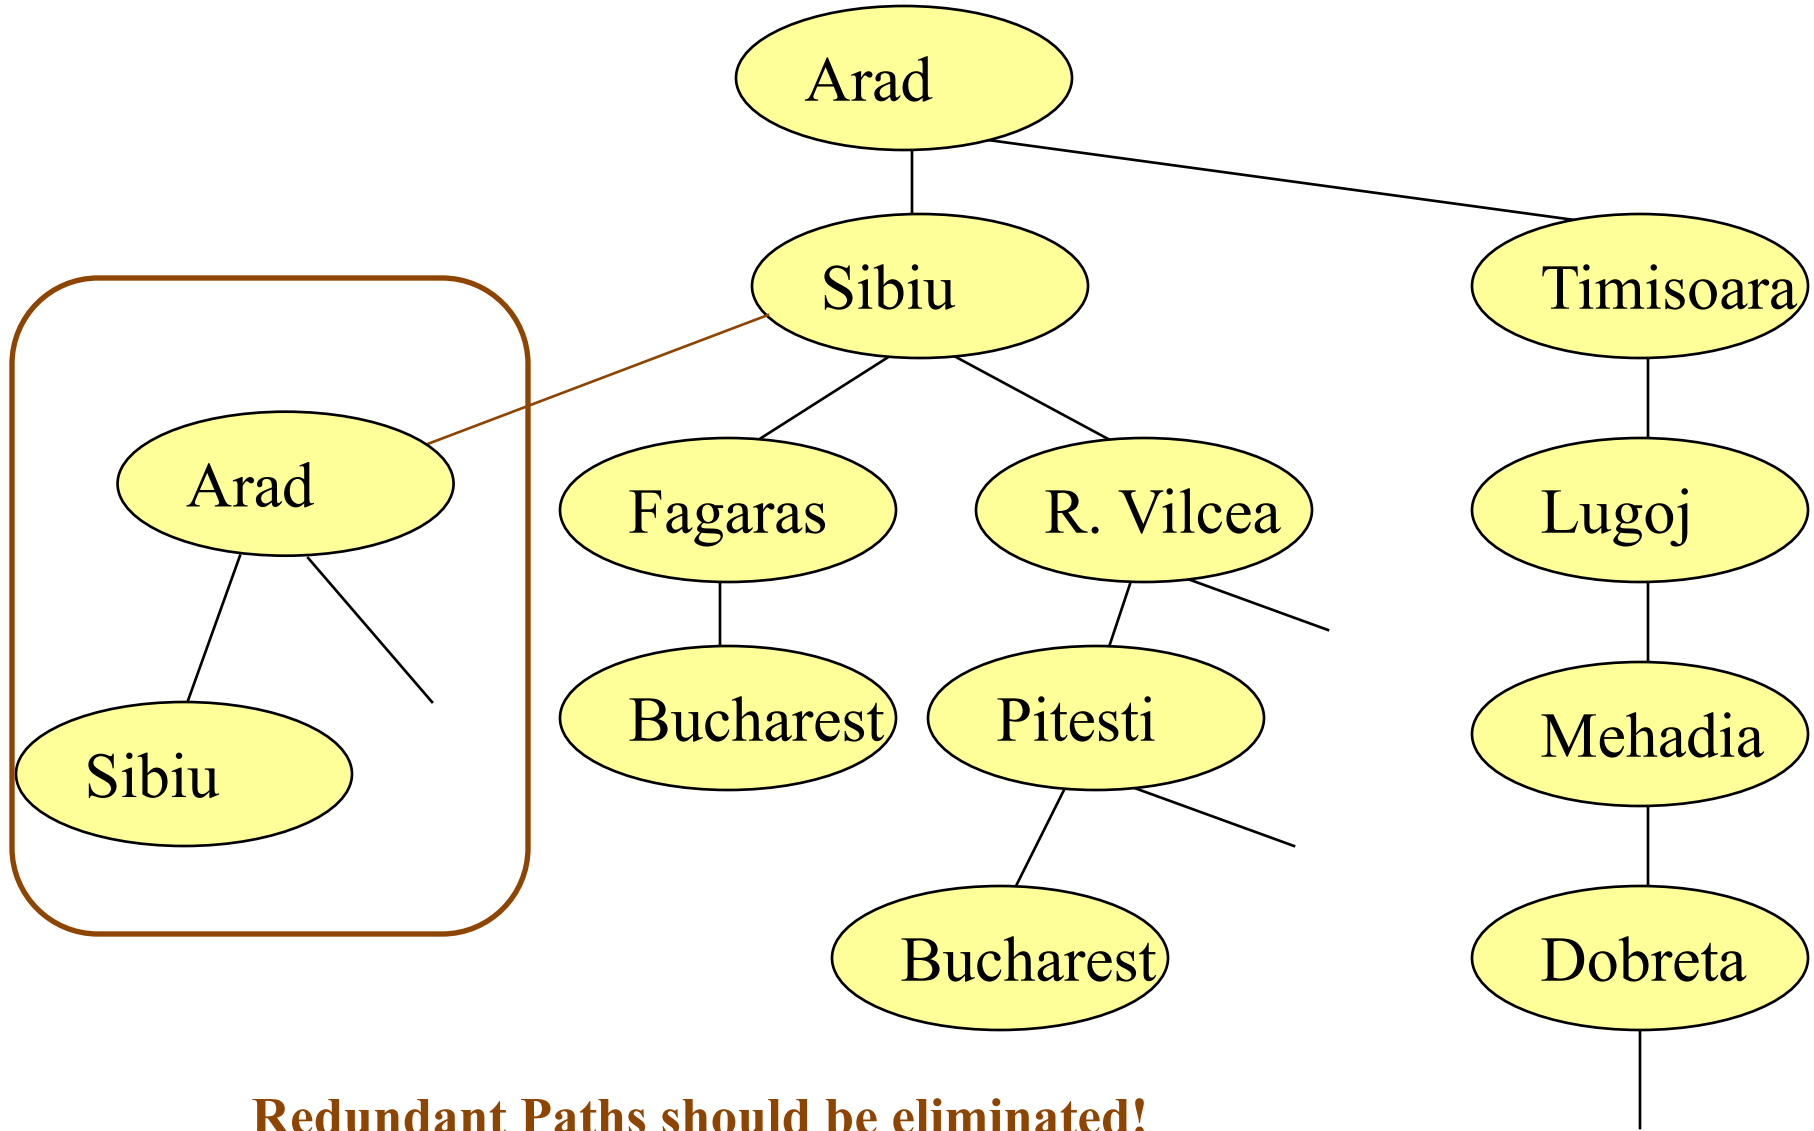 Arad
Sibiu
Timisoara
Arad
Fagaras
R. Vilcea
Lugoj
Sibiu
Bucharest
Pitesti
Mehadia
Bucharest
Dobreta
Redundant Paths should be eliminated!